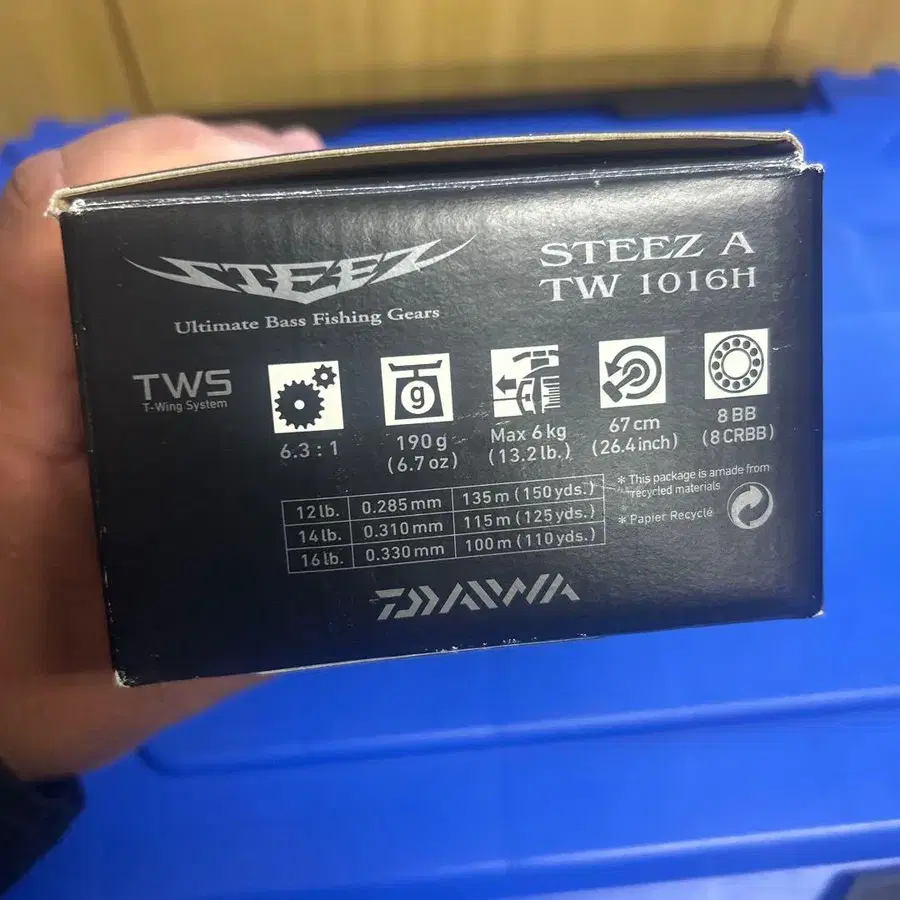 STEEZ
Ultimate Bass Fishing Gears
STEEZ A
TW 1016H
TWS
T-Wing System
6.3 : 1
g
190 g
(6.7 oz)
Max 6 kg
(13.2 lb.)
67 cm
(26.4 inch)
8 BB
(8 CRBB)
12 lb. 0.285 mm 135 m (150 yds.)
14 lb. 0.310 mm 115 m (125 yds.)
16 lb. 0.330 mm 100 m (110 yds.)
* This package is amade from
recycled materials
* Papier Recyclé
DAIWA